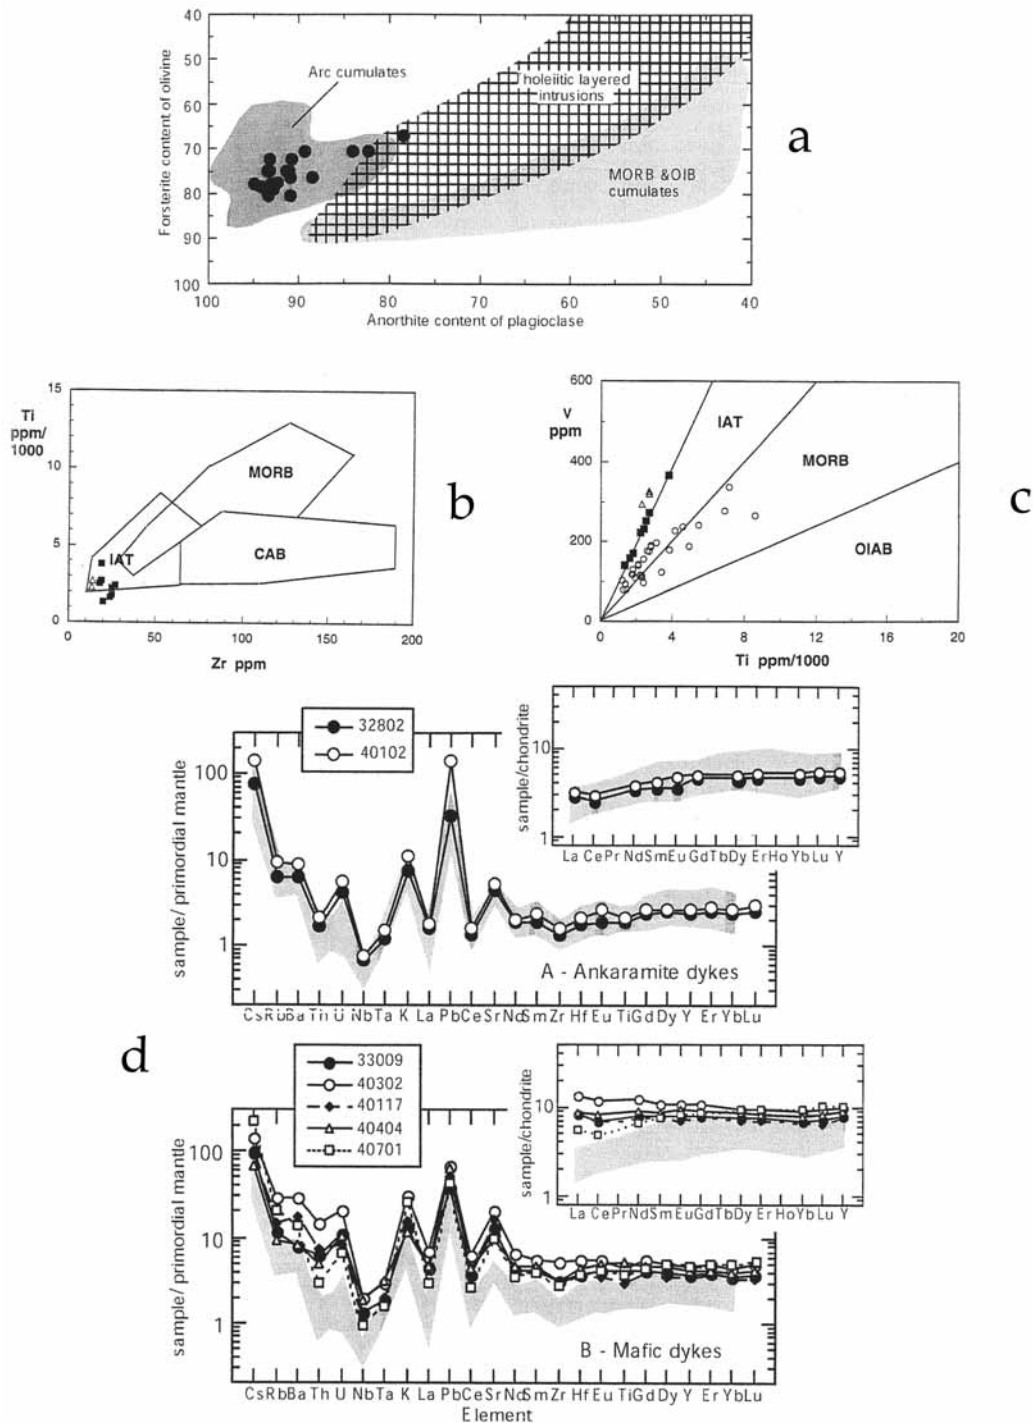 40
50
60
70
80
90
100
Forsterite content of olivine
Arc cumulates
holeiitic layered
intrusions
MORB &OIB
cumulates
a
100 90 80 70 60 50 40
Anorthite content of plagioclase
15
10
5
0
Ti
ppm/
1000
MORB
IAT
CAB
b
0 50 100 150 200
Zr ppm
600
400
200
0
V
ppm
IAT
MORB
OIAB
c
0 4 8 12 16 20
Ti ppm/1000
32802
40102
100
10
1
sample/ primordial mantle
10
1
sample/chondrite
La Ce Pr Nd Sm Eu Gd Tb Dy Er Ho Yb Lu Y
A - Ankaramite dykes
Cs Rb Ba Th U Nb Ta K La Pb Ce Sr Nd Sm Zr Hf Eu Ti Gd Dy Y Er Yb Lu
d
33009
40302
40117
40404
40701
100
10
1
sample/primordial mantle
10
1
sample/chondrite
La Ce Pr Nd Sm Eu Gd Tb Dy Er Ho Yb Lu Y
B - Mafic dykes
Cs Rb Ba Th U Nb Ta K La Pb Ce Sr Nd Sm Zr Hf Eu Ti Gd Dy Y Er Yb Lu
Element